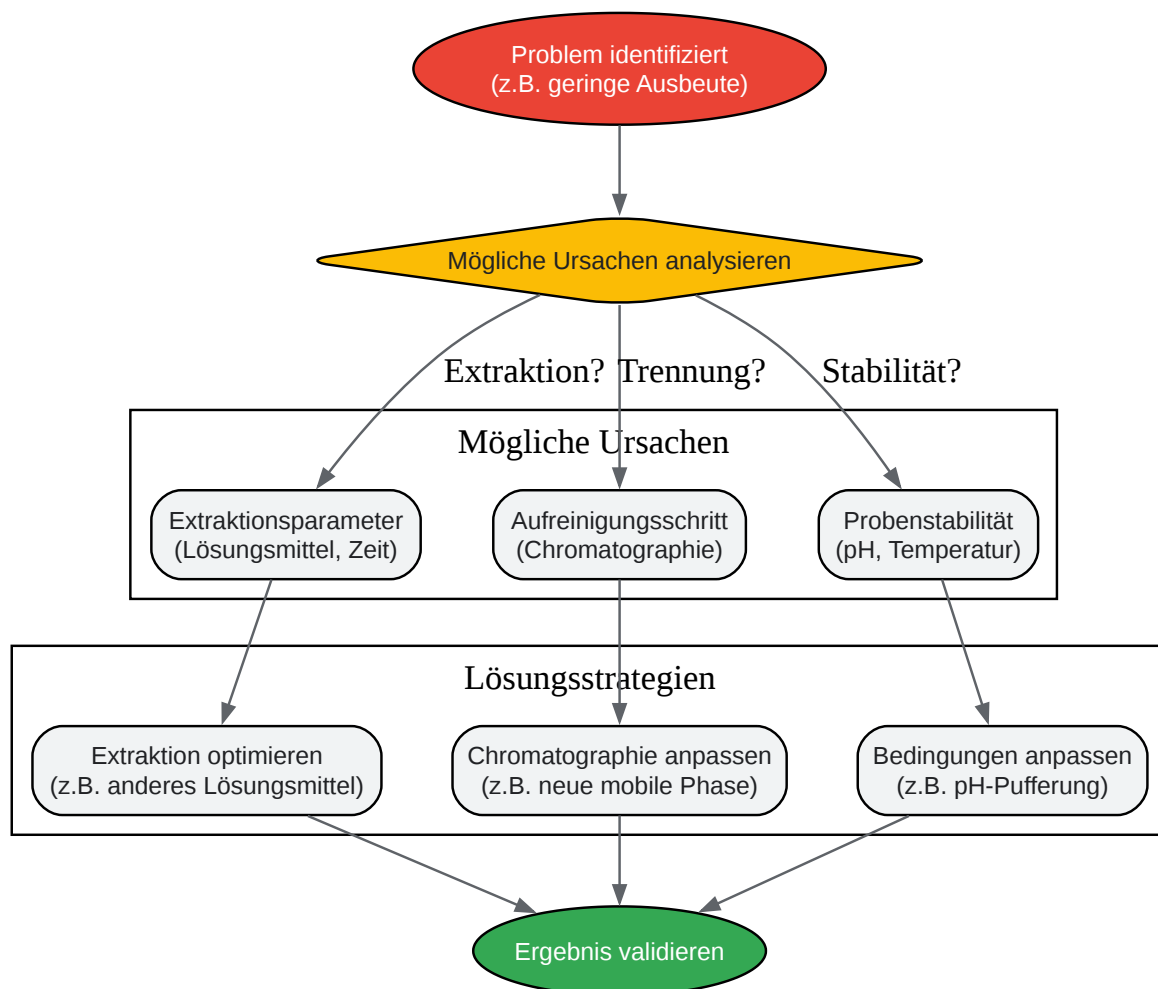 Problem identifiziert
(z.B. geringe Ausbeute)
Mögliche Ursachen analysieren
Extraktion?
Trennung?
Stabilität?
Mögliche Ursachen
Extraktionsparameter
(Lösungsmittel, Zeit)
Aufreinigungsschritt
(Chromatographie)
Probenstabilität
(pH, Temperatur)
Lösungsstrategien
Extraktion optimieren
(z.B. anderes Lösungsmittel)
Chromatographie anpassen
(z.B. neue mobile Phase)
Bedingungen anpassen
(z.B. pH-Pufferung)
Ergebnis validieren